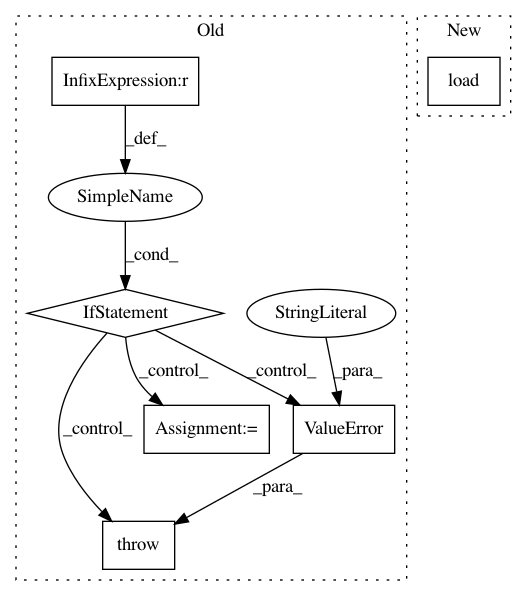 Old
New
InfixExpression:r
load
_def_
SimpleName
_cond_
IfStatement
StringLiteral
_control_
_control_
_para_
_control_
Assignment:=
ValueError
_para_
throw